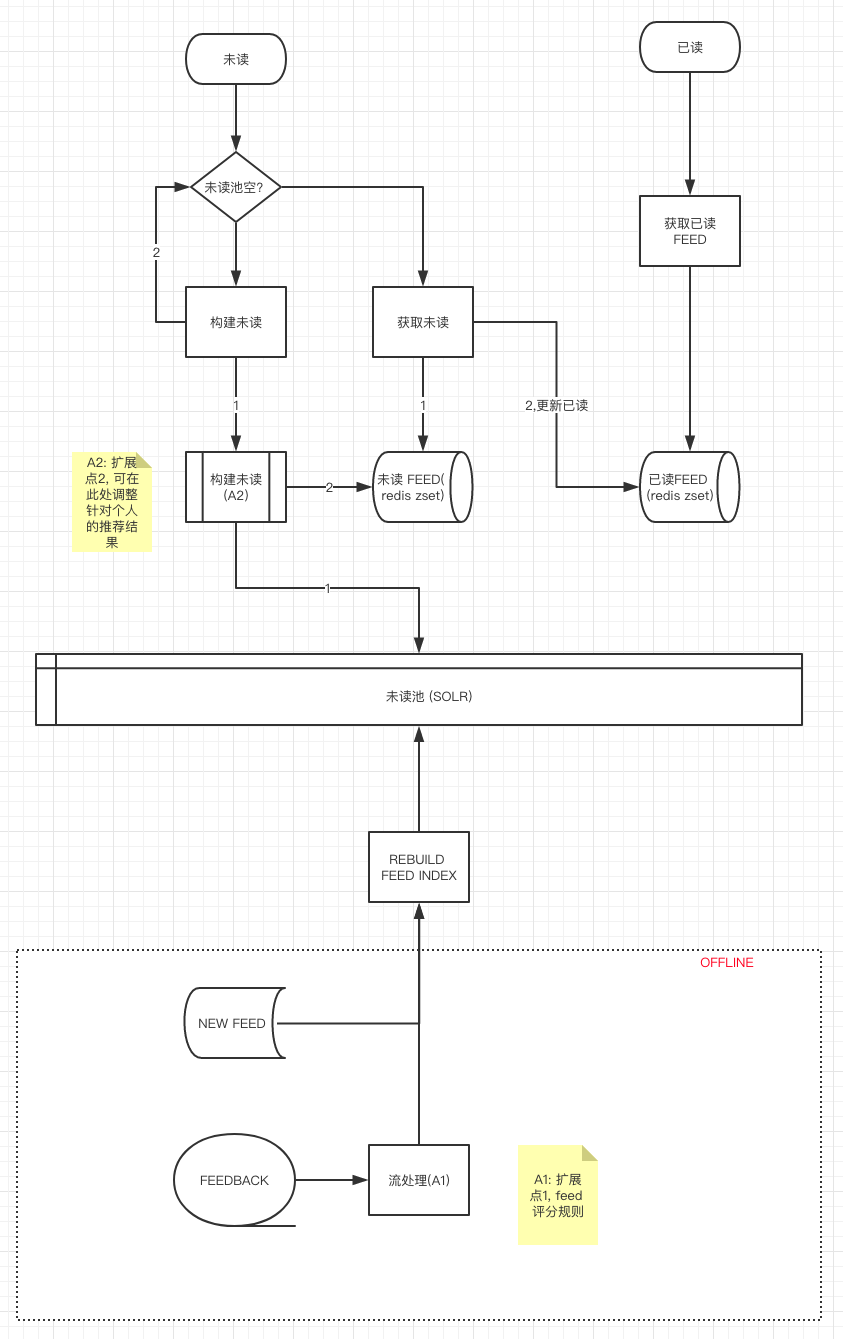 未读
已读
未读池空?
2
获取已读
FEED
构建未读
获取未读
1
1
2,更新已读
A2: 扩展
点2, 可在
此处调整
针对个人
的推荐结
果
构建未读
(A2)
2
未读 FEED(
redis zset)
已读FEED
(redis zset)
1
未读池 (SOLR)
REBUILD
FEED INDEX
OFFLINE
NEW FEED
FEEDBACK
流处理(A1)
A1: 扩展
点1, feed
评分规则